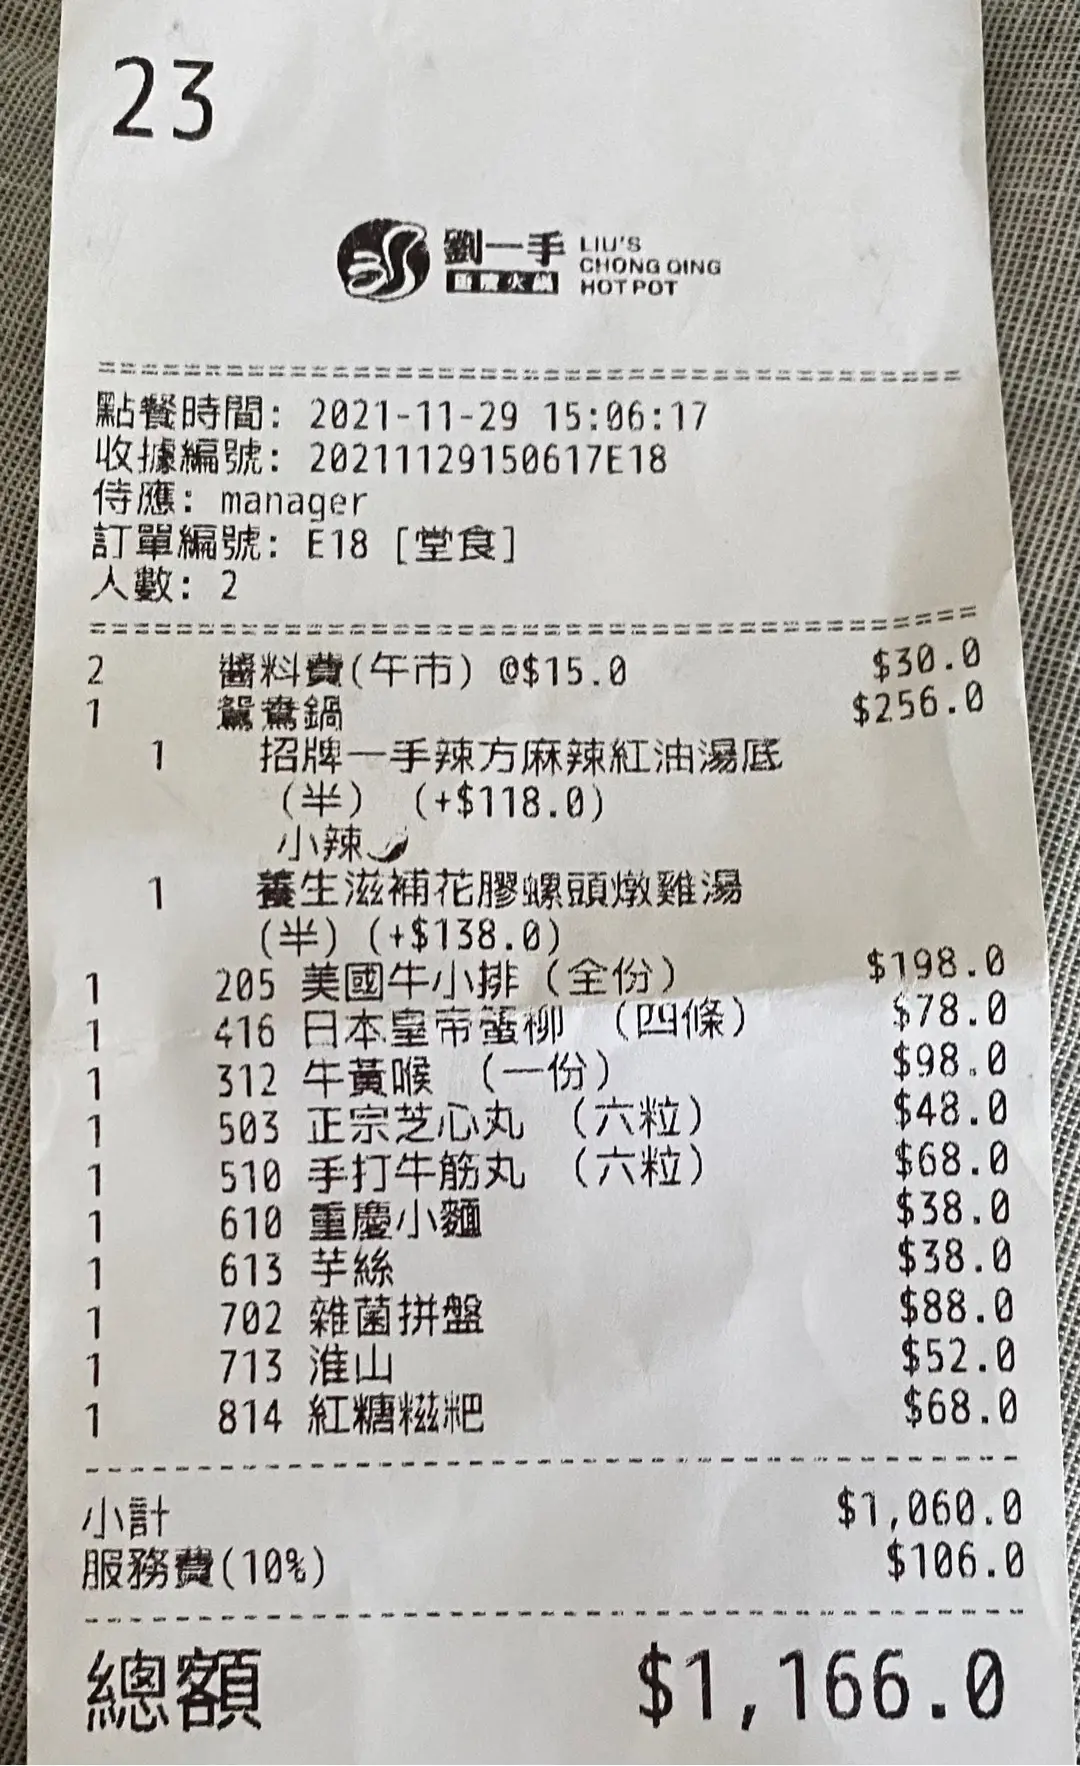 23
劉一手 LIU'S
重慶火鍋 CHONG QING
HOT POT
點餐時間: 2021-11-29 15:06:17
收據編號: 20211129150617E18
侍應: manager
訂單編號: E18 [堂食]
人數: 2
2 醬料費(午市) @$15.0 $30.0
1 鴛鴦鍋 $256.0
1 招牌一手辣方麻辣紅油湯底
(半) (+$118.0)
小辣🌶
1 養生滋補花膠螺頭燉雞湯
(半) (+$138.0)
1 205 美國牛小排 (全份) $198.0
1 416 日本皇帝蟹柳 (四條) $78.0
1 312 牛黃喉 (一份) $98.0
1 503 正宗芝心丸 (六粒) $48.0
1 510 手打牛筋丸 (六粒) $68.0
1 610 重慶小麵 $38.0
1 613 芋絲 $38.0
1 702 雜菌拼盤 $88.0
1 713 淮山 $52.0
1 814 紅糖糍粑 $68.0
小計 $1,060.0
服務費(10%) $106.0
總額 $1,166.0